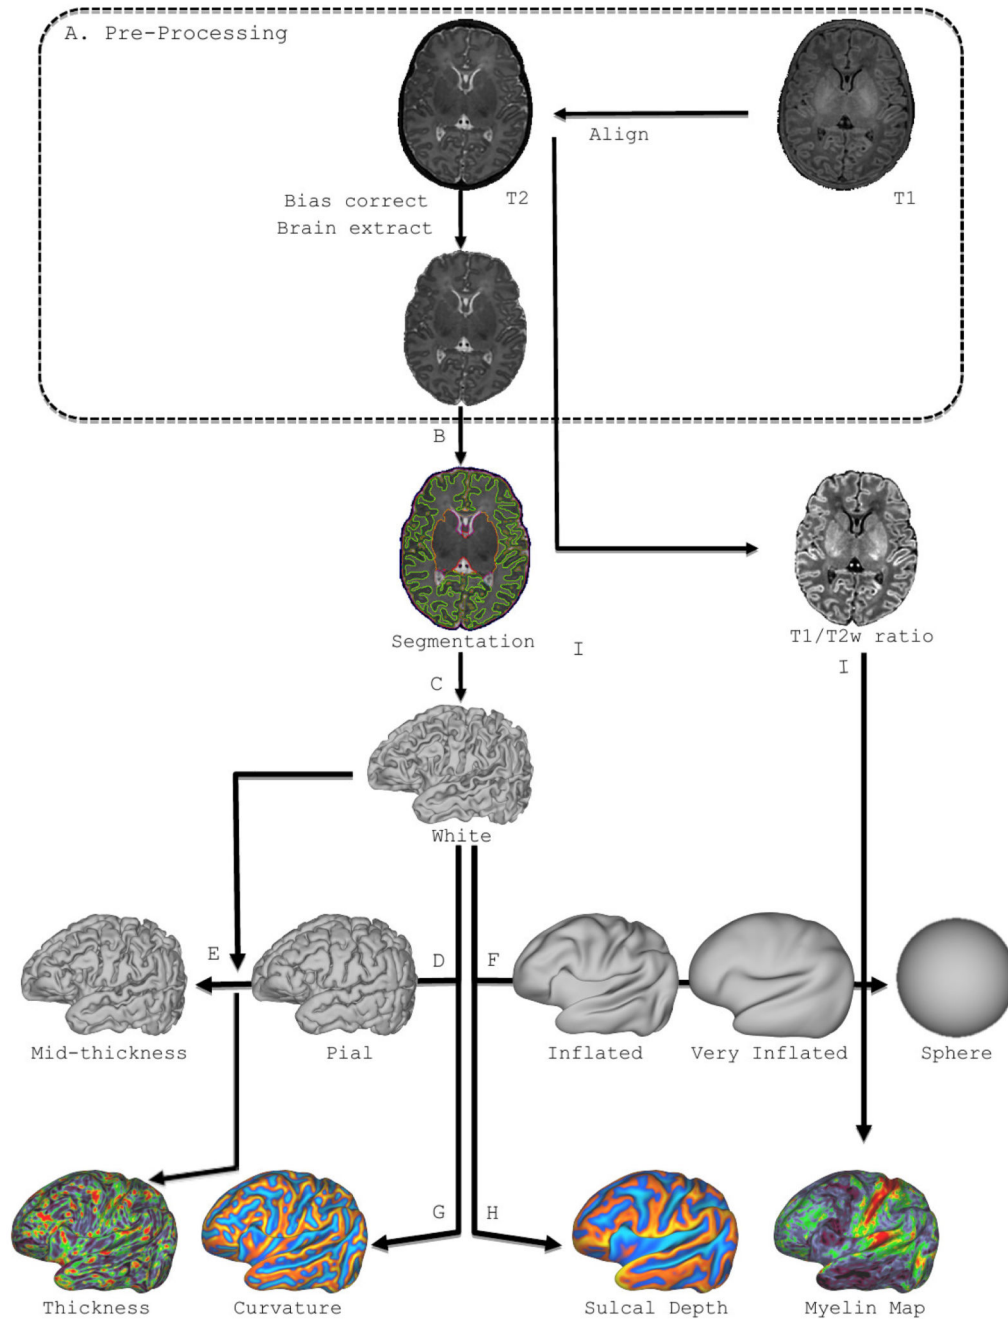 A. Pre-Processing
Align
T2
T1
Bias correct
Brain extract
B
Segmentation
I
T1/T2w ratio
I
C
White
E
D
F
Mid-thickness
Pial
Inflated
Very Inflated
Sphere
G
H
Thickness
Curvature
Sulcal Depth
Myelin Map